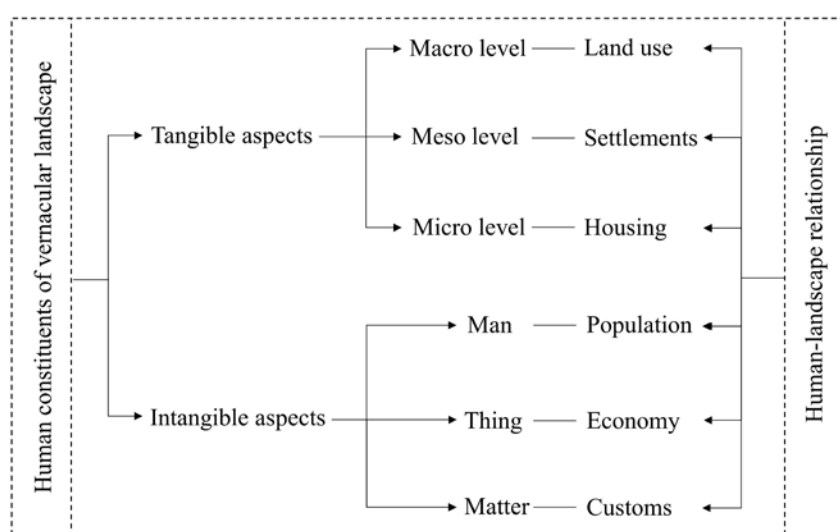 Human constituents of vernacular landscape
Tangible aspects
Macro level
Land use
Meso level
Settlements
Micro level
Housing
Intangible aspects
Man
Population
Thing
Economy
Matter
Customs
Human-landscape relationship